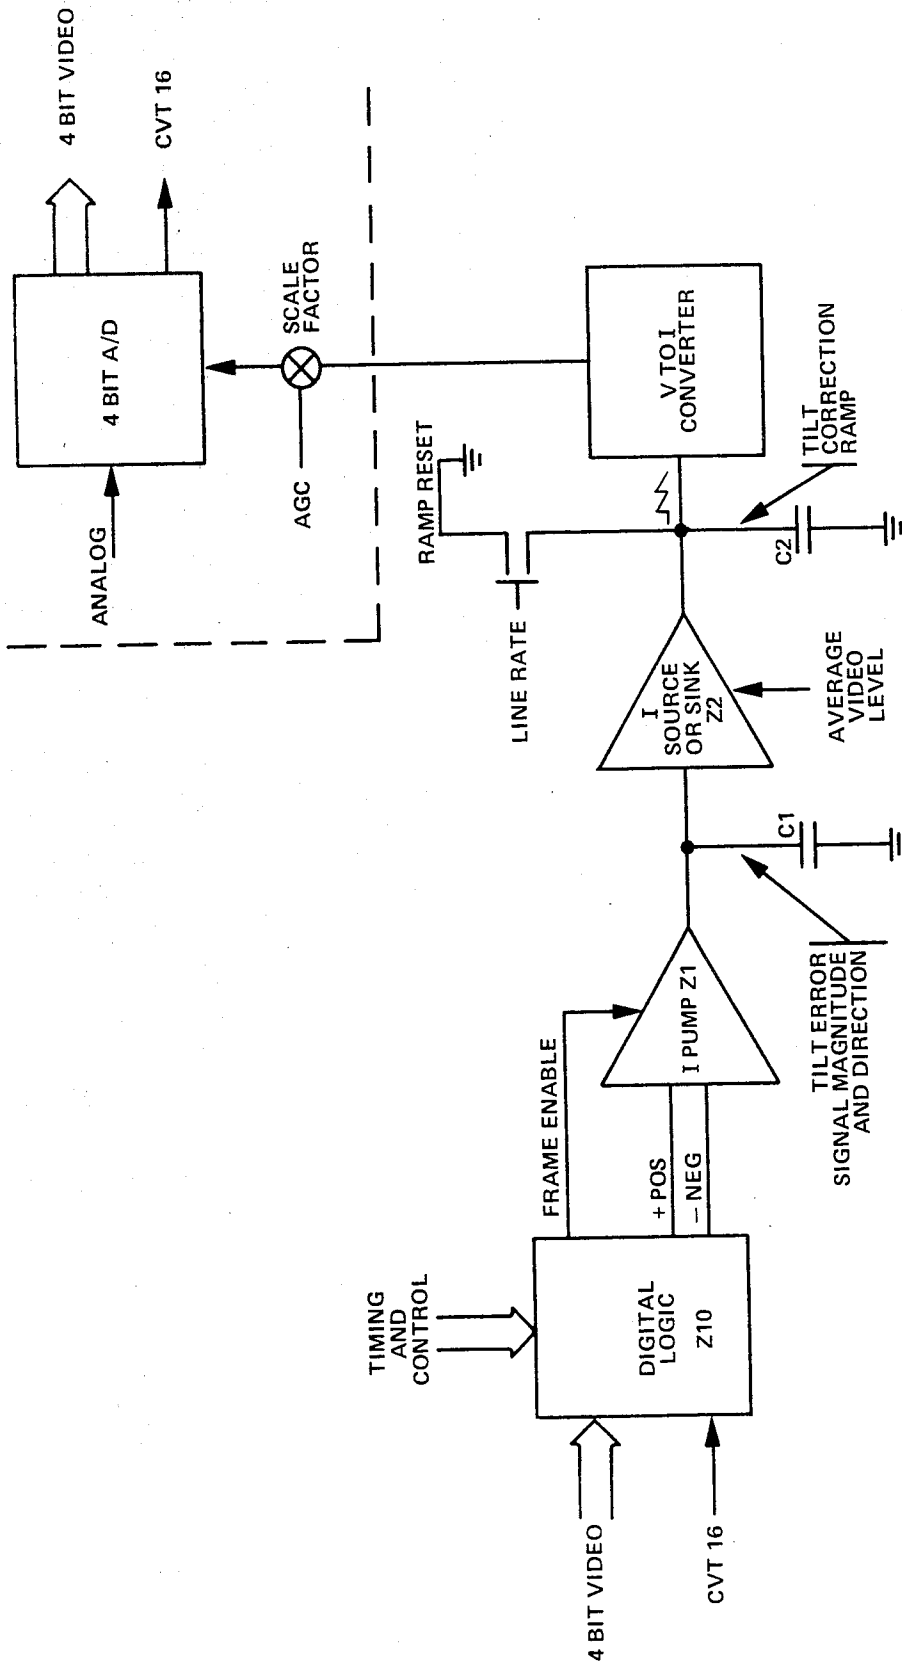 4 BIT VIDEO
CVT 16
4 BIT A/D
ANALOG
SCALE
FACTOR
AGC
RAMP RESET
LINE RATE
V TO I
CONVERTER
TILT
CORRECTION
RAMP
C2
I
SOURCE
OR SINK
Z2
AVERAGE
VIDEO
LEVEL
C1
TILT ERROR
SIGNAL MAGNITUDE
AND DIRECTION
I PUMP Z1
FRAME ENABLE
+ POS
− NEG
TIMING
AND
CONTROL
DIGITAL
LOGIC
Z10
4 BIT VIDEO
CVT 16